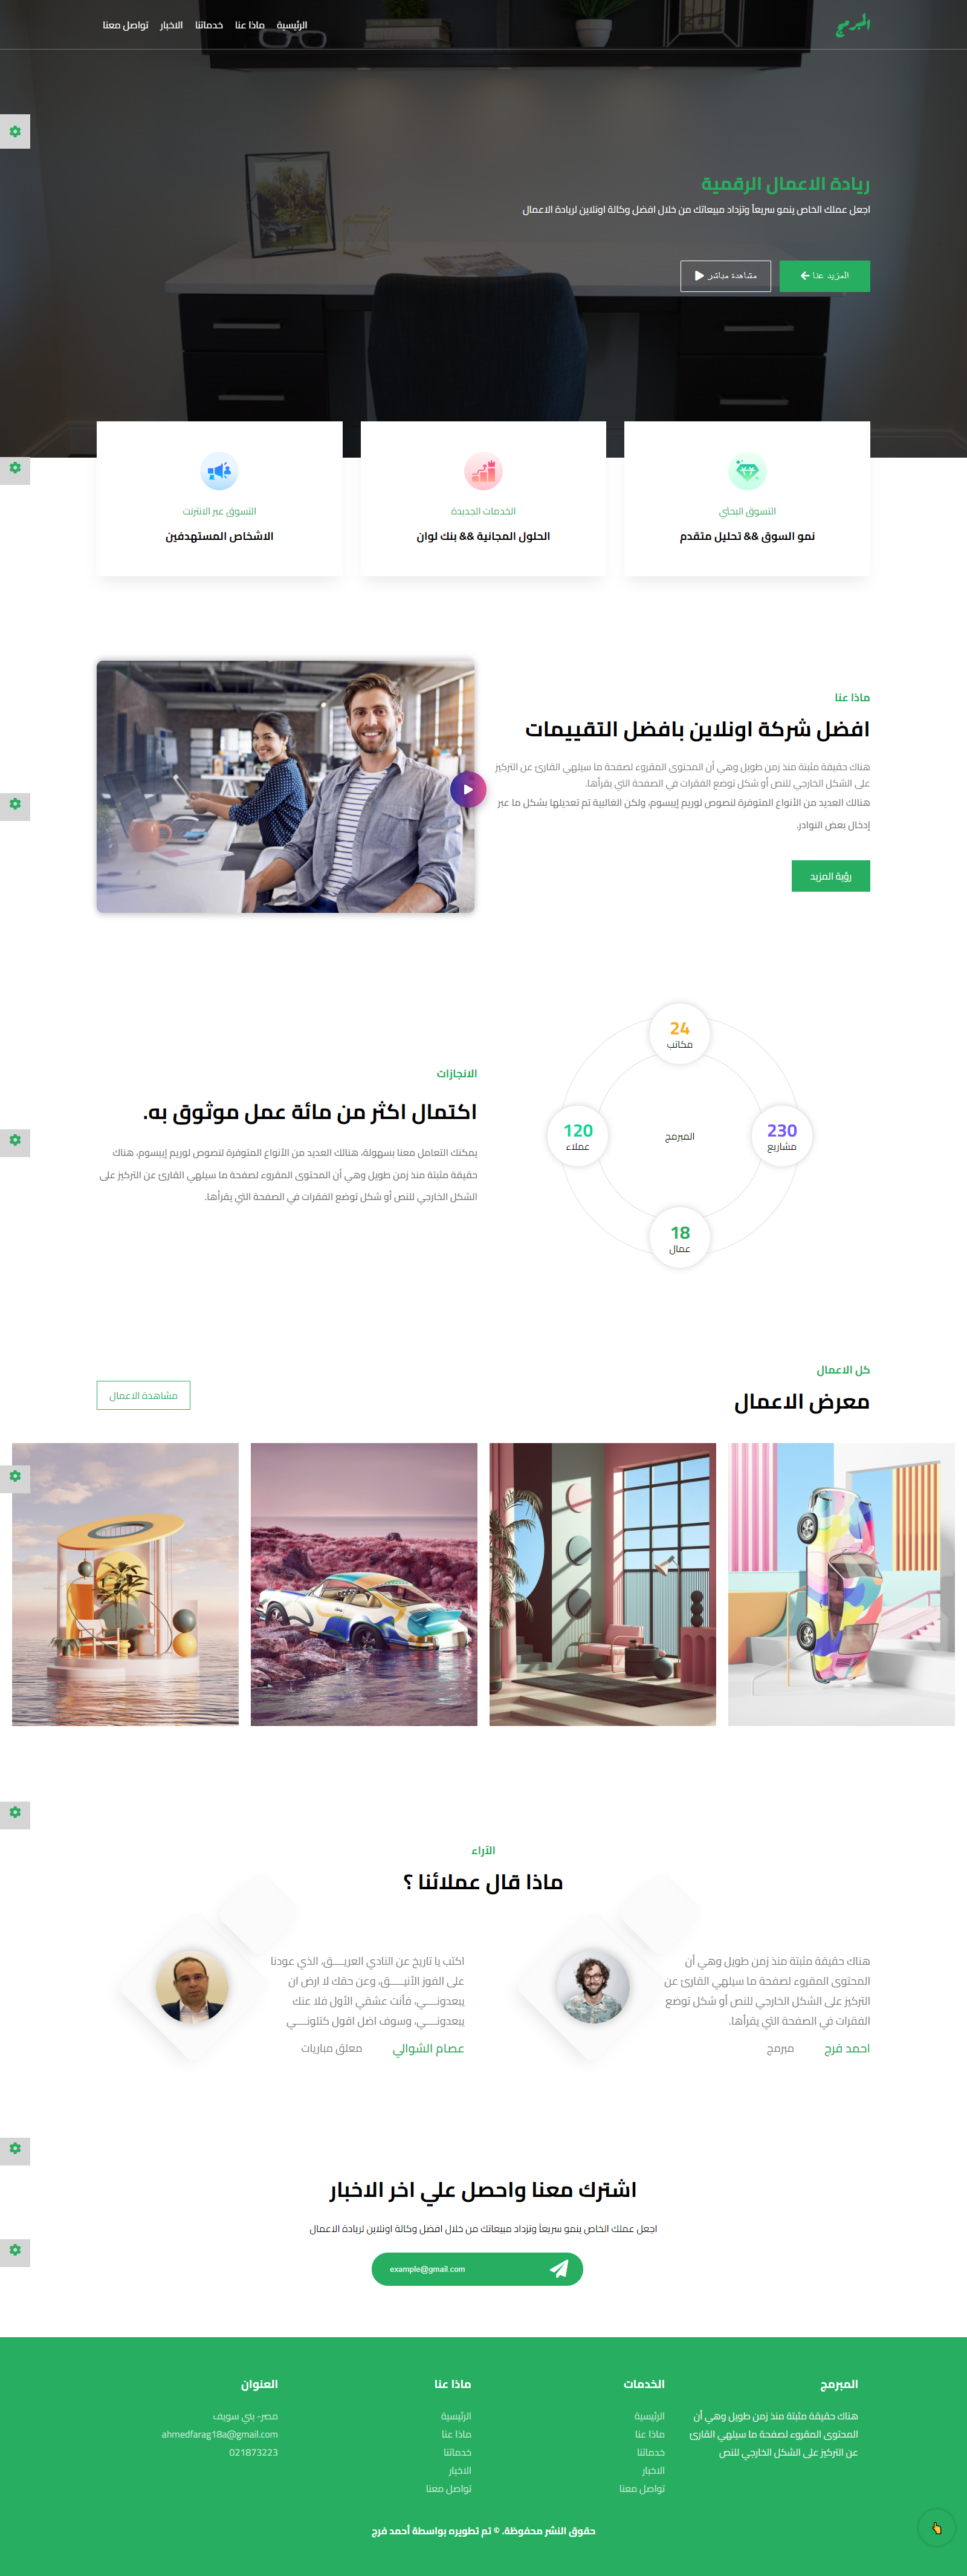 المبرمج
الرئيسية ماذا عنا خدماتنا الاخبار تواصل معنا
ريادة الاعمال الرقمية
اجعل عملك الخاص ينمو سريعاً وتزداد مبيعاتك من خلال افضل وكالة اونلاين لريادة الاعمال
المزيد عنا
مشاهدة مباشر
التسوق البحثي
نمو السوق && تحليل متقدم
الخدمات الجديدة
الحلول المجانية && بنك لوان
التسوق عبر الانترنت
الاشخاص المستهدفين
ماذا عنا
افضل شركة اونلاين بافضل التقييمات
هناك حقيقة مثبتة منذ زمن طويل وهي أن المحتوى المقروء لصفحة ما سيلهي القارئ عن التركيز
على الشكل الخارجي للنص أو شكل توضع الفقرات في الصفحة التي يقرأها.
هنالك العديد من الأنواع المتوفرة لنصوص لوريم إيبسوم، ولكن الغالبية تم تعديلها بشكل ما عبر
إدخال بعض النوادر.
رؤية المزيد
24
مكاتب
230
مشاريع
المبرمج
120
عملاء
18
عمال
الانجازات
اكتمال اكثر من مائة عمل موثوق به.
يمكنك التعامل معنا بسهولة، هنالك العديد من الأنواع المتوفرة لنصوص لوريم إيبسوم، هناك
حقيقة مثبتة منذ زمن طويل وهي أن المحتوى المقروء لصفحة ما سيلهي القارئ عن التركيز على
الشكل الخارجي للنص أو شكل توضع الفقرات في الصفحة التي يقرأها.
كل الاعمال
معرض الاعمال
مشاهدة الاعمال
الآراء
ماذا قال عملائنا ؟
هناك حقيقة مثبتة منذ زمن طويل وهي أن
المحتوى المقروء لصفحة ما سيلهي القارئ عن
التركيز على الشكل الخارجي للنص أو شكل توضع
الفقرات في الصفحة التي يقرأها.
احمد فرج
مبرمج
اكتب يا تاريخ عن النادي العريـــق، الذي عودنا
على الفوز الأنيـــــق، وعن حقك لا ارض ان
يبعدونــــي، فأنت عشقي الأول فلا عنك
يبعدونــــي، وسوف اضل اقول كتلونــــي
عصام الشوالي
معلق مباريات
اشترك معنا واحصل علي اخر الاخبار
اجعل عملك الخاص ينمو سريعاً وتزداد مبيعاتك من خلال افضل وكالة اونلاين لريادة الاعمال
example@gmail.com
المبرمج
هناك حقيقة مثبتة منذ زمن طويل وهي أن
المحتوى المقروء لصفحة ما سيلهي القارئ
عن التركيز على الشكل الخارجي للنص
الخدمات
الرئيسية
ماذا عنا
خدماتنا
الاخبار
تواصل معنا
ماذا عنا
الرئيسية
ماذا عنا
خدماتنا
الاخبار
تواصل معنا
العنوان
مصر- بني سويف
ahmedfarag18a@gmail.com
021873223
حقوق النشر محفوظة. © تم تطويره بواسطة أحمد فرج